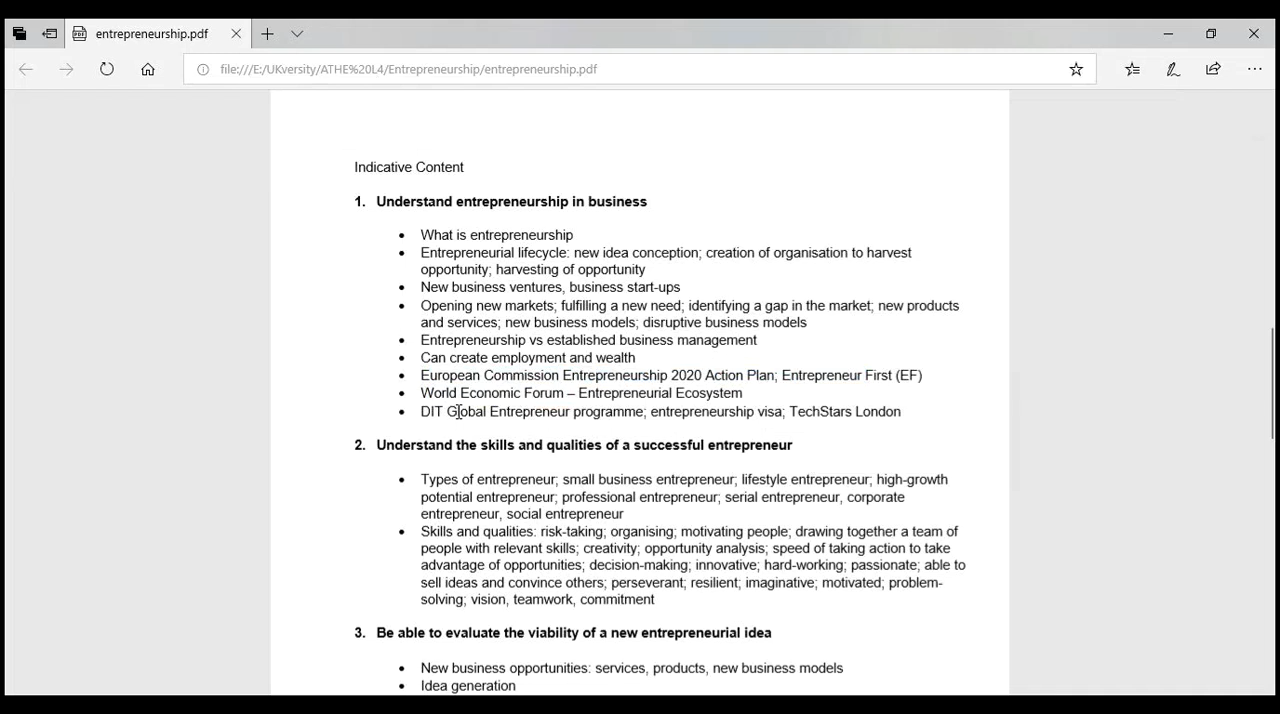 entrepreneurship.pdf
file:///E:/UKversity/ATHE%20L4/Entrepreneurship/entrepreneurship.pdf
Indicative Content
1. Understand entrepreneurship in business
• What is entrepreneurship
• Entrepreneurial lifecycle: new idea conception; creation of organisation to harvest
opportunity; harvesting of opportunity
• New business ventures, business start-ups
• Opening new markets; fulfilling a new need; identifying a gap in the market; new products
and services; new business models; disruptive business models
• Entrepreneurship vs established business management
• Can create employment and wealth
• European Commission Entrepreneurship 2020 Action Plan; Entrepreneur First (EF)
• World Economic Forum – Entrepreneurial Ecosystem
• DIT Global Entrepreneur programme; entrepreneurship visa; TechStars London
2. Understand the skills and qualities of a successful entrepreneur
• Types of entrepreneur; small business entrepreneur; lifestyle entrepreneur; high-growth
potential entrepreneur; professional entrepreneur; serial entrepreneur, corporate
entrepreneur, social entrepreneur
• Skills and qualities: risk-taking; organising; motivating people; drawing together a team of
people with relevant skills; creativity; opportunity analysis; speed of taking action to take
advantage of opportunities; decision-making; innovative; hard-working; passionate; able to
sell ideas and convince others; perseverant; resilient; imaginative; motivated; problem-
solving; vision, teamwork, commitment
3. Be able to evaluate the viability of a new entrepreneurial idea
• New business opportunities: services, products, new business models
• Idea generation